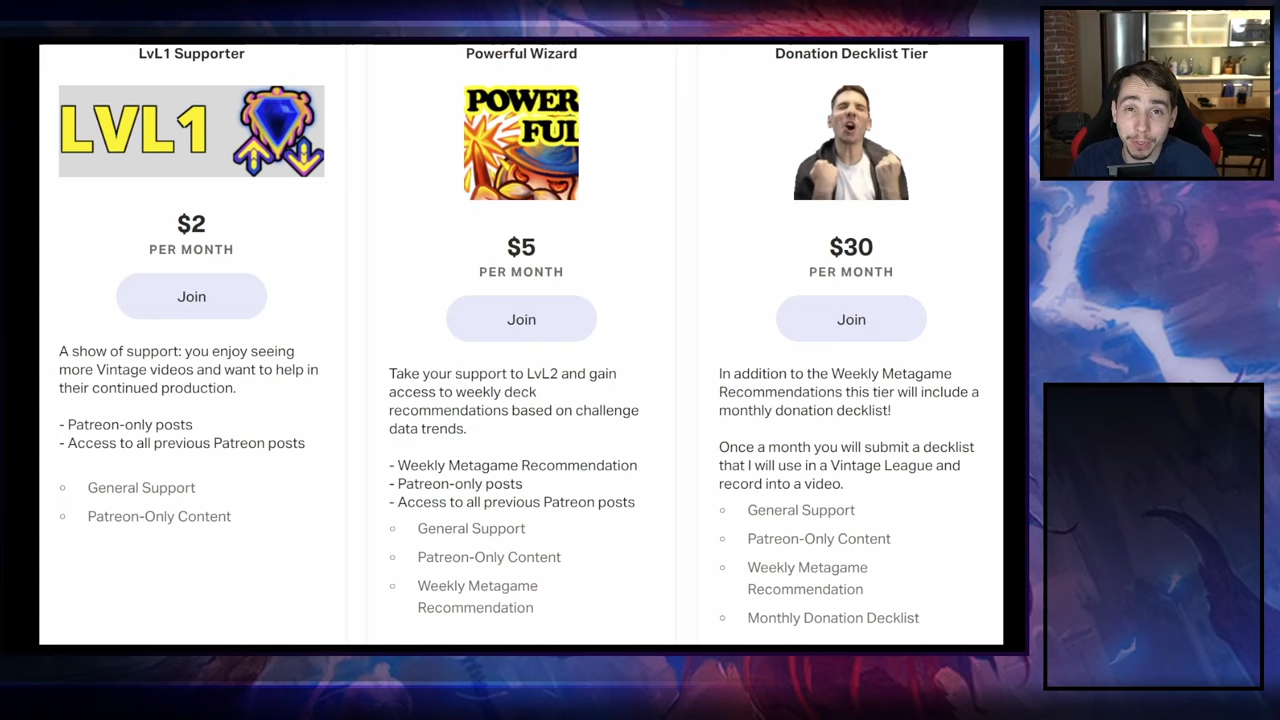 LvL1 Supporter
LVL1
$2
PER MONTH
Join
A show of support: you enjoy seeing
more Vintage videos and want to help in
their continued production.
- Patreon-only posts
- Access to all previous Patreon posts
General Support
Patreon-Only Content
Powerful Wizard
POWER
FUL
$5
PER MONTH
Join
Take your support to LvL2 and gain
access to weekly deck
recommendations based on challenge
data trends.
- Weekly Metagame Recommendation
- Patreon-only posts
- Access to all previous Patreon posts
General Support
Patreon-Only Content
Weekly Metagame
Recommendation
Donation Decklist Tier
$30
PER MONTH
Join
In addition to the Weekly Metagame
Recommendations this tier will include a
monthly donation decklist!
Once a month you will submit a decklist
that I will use in a Vintage League and
record into a video.
General Support
Patreon-Only Content
Weekly Metagame
Recommendation
Monthly Donation Decklist